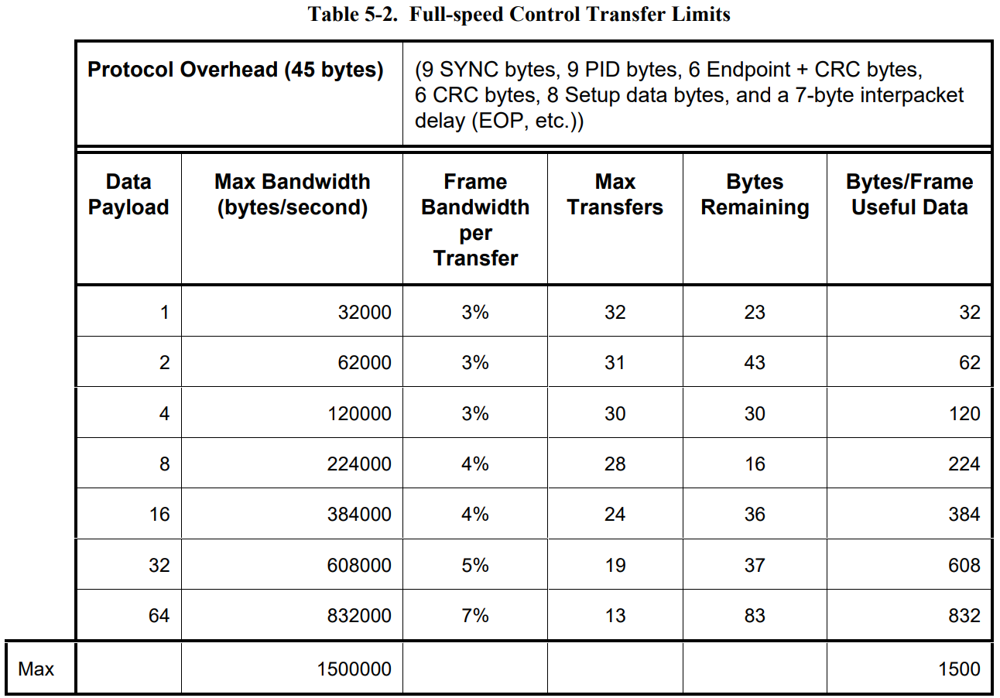 Table 5-2. Full-speed Control Transfer Limits
Protocol Overhead (45 bytes)
(9 SYNC bytes, 9 PID bytes, 6 Endpoint + CRC bytes,
6 CRC bytes, 8 Setup data bytes, and a 7-byte interpacket
delay (EOP, etc.))
Data Payload
Max Bandwidth (bytes/second)
Frame Bandwidth per Transfer
Max Transfers
Bytes Remaining
Bytes/Frame Useful Data
1 32000 3% 32 23 32
2 62000 3% 31 43 62
4 120000 3% 30 30 120
8 224000 4% 28 16 224
16 384000 4% 24 36 384
32 608000 5% 19 37 608
64 832000 7% 13 83 832
Max 1500000 1500